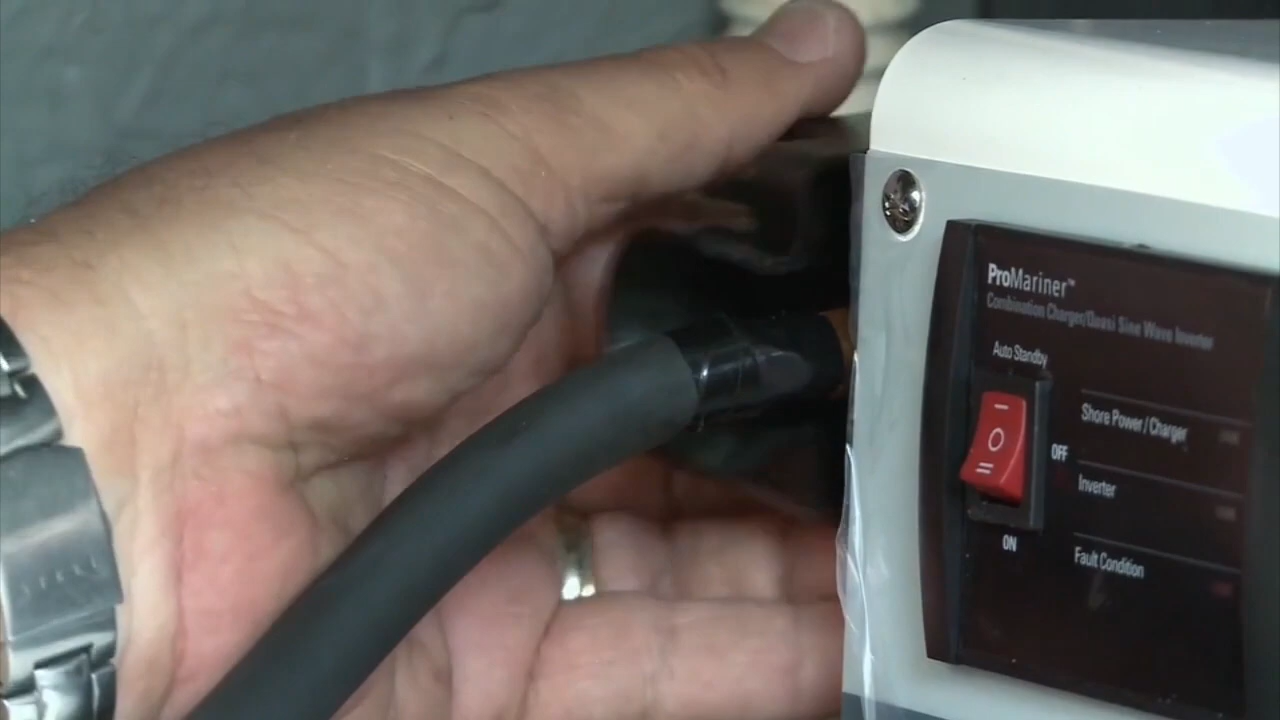 ProMariner™
Combination Charger/Quasi Sine Wave Inverter
Auto Standby
Shore Power/Charger
OFF
Inverter
ON
Fault Condition